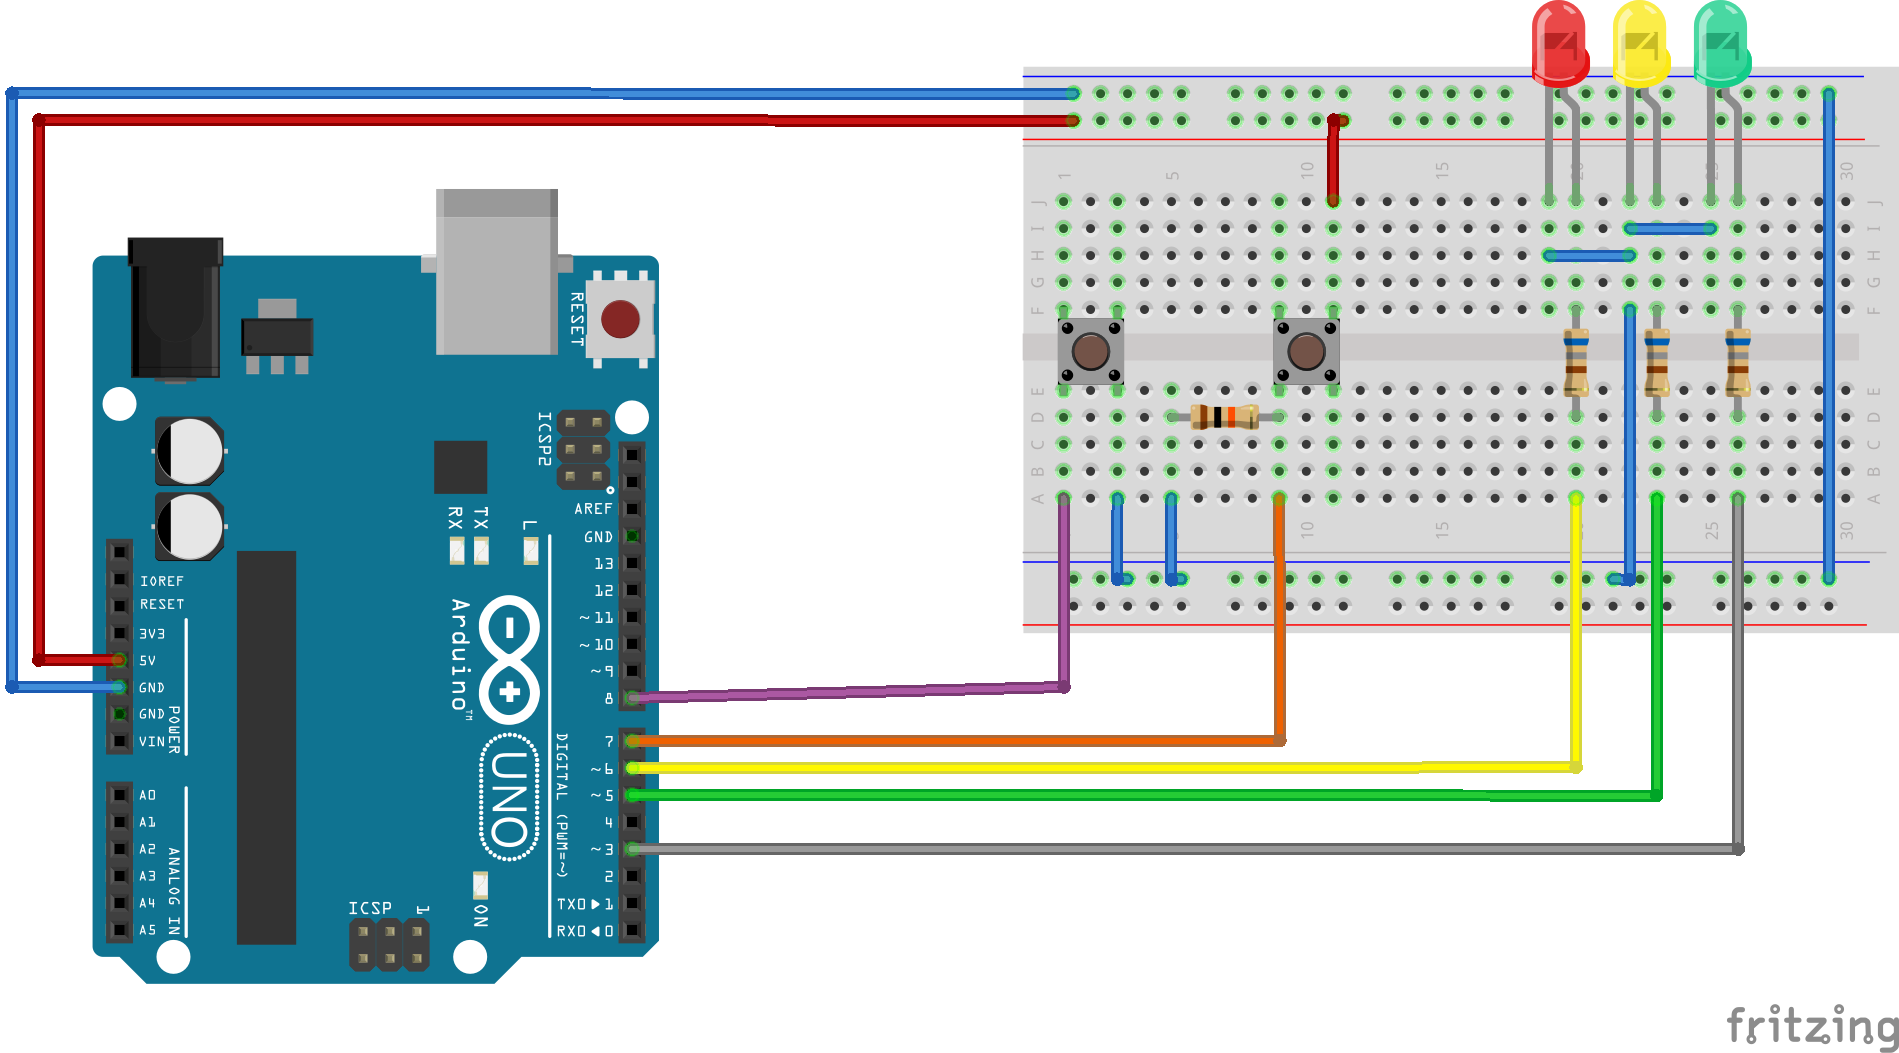 1 5 10 15 20 25 30
J J
I I
H H
G G
F F
E E
D D
C C
B B
A A
1 5 10 15 20 25 30
RESET
ICSP2
AREF
GND
13
12
~11
~10
~9
8
7
~6
~5
4
~3
2
TX0▶1
RX0◀0
DIGITAL (PWM=~)
RX TX L
Arduino™
UNO
ON
IOREF
RESET
3V3
5V
GND
GND
VIN
POWER
A0
A1
A2
A3
A4
A5
ANALOG IN
ICSP 1
fritzing